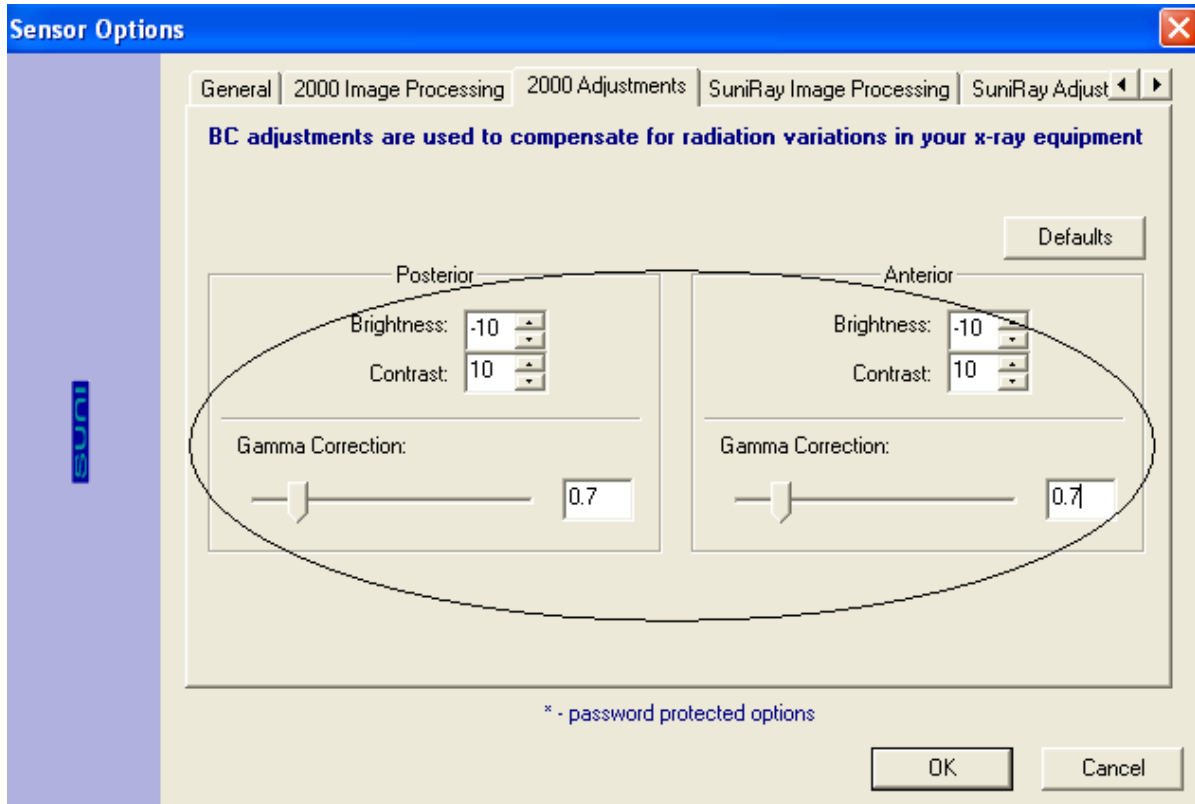 Sensor Options
General 2000 Image Processing 2000 Adjustments SuniRay Image Processing SuniRay Adjust
BC adjustments are used to compensate for radiation variations in your x-ray equipment
Defaults
Posterior
Brightness: -10
Contrast: 10
Gamma Correction:
0.7
Anterior
Brightness: -10
Contrast: 10
Gamma Correction:
0.7
suni
* - password protected options
OK Cancel